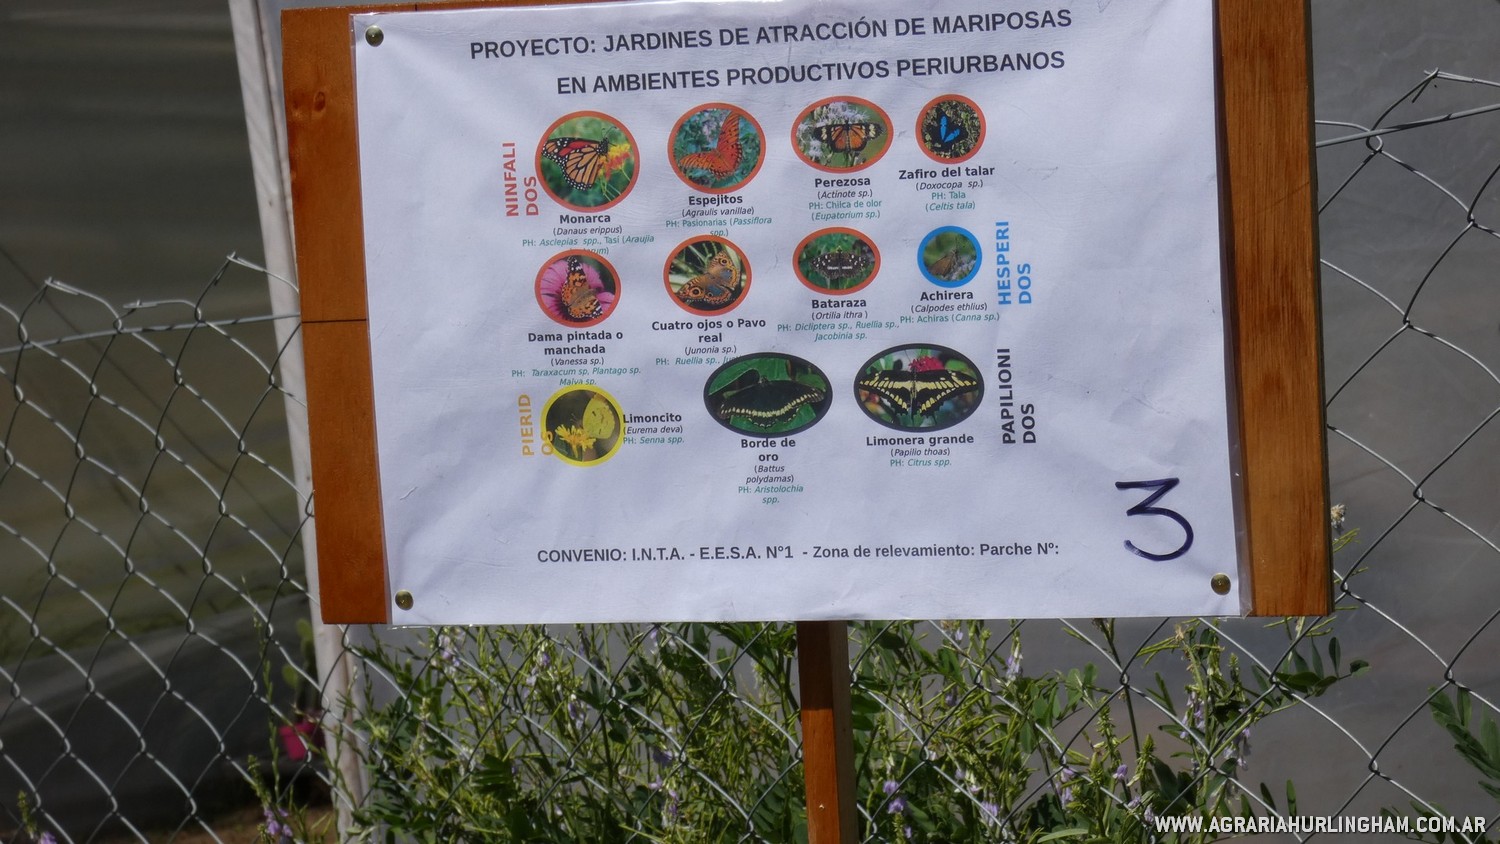 PROYECTO: JARDINES DE ATRACCIÓN DE MARIPOSAS
EN AMBIENTES PRODUCTIVOS PERIURBANOS
NINFALI
DOS
Monarca
(Danaus erippus)
PH: Asclepias spp., Tasi (Araujia
Espejitos
(Agraulis vanillae)
PH: Pasionarias (Passiflora
spp.)
Perezosa
(Actinote sp.)
PH: Chilca de olor
(Eupatorium sp.)
Zafiro del talar
(Doxocopa sp.)
PH: Tala
(Celtis tala)
Dama pintada o
manchada
(Vanessa sp.)
PH: Taraxacum sp, Plantago sp.
Malva sp.
Cuatro ojos o Pavo
real
(Junonia sp.)
PH: Ruellia sp.,
Bataraza
(Ortilia ithra )
PH: Dicliptera sp., Ruellia sp.,
Jacobinia sp.
Achirera
(Calpodes ethlius)
PH: Achiras (Canna sp.)
HESPERI
DOS
PIERID
OS
Limoncito
(Eurema deva)
PH: Senna spp.
Borde de
oro
(Battus
polydamas)
PH: Aristolochia
spp.
Limonera grande
(Papilio thoas)
PH: Citrus spp.
PAPILIONI
DOS
CONVENIO: I.N.T.A. - E.E.S.A. Nº1 - Zona de relevamiento: Parche Nº:
3
WWW.AGRARIAHURLINGHAM.COM.AR